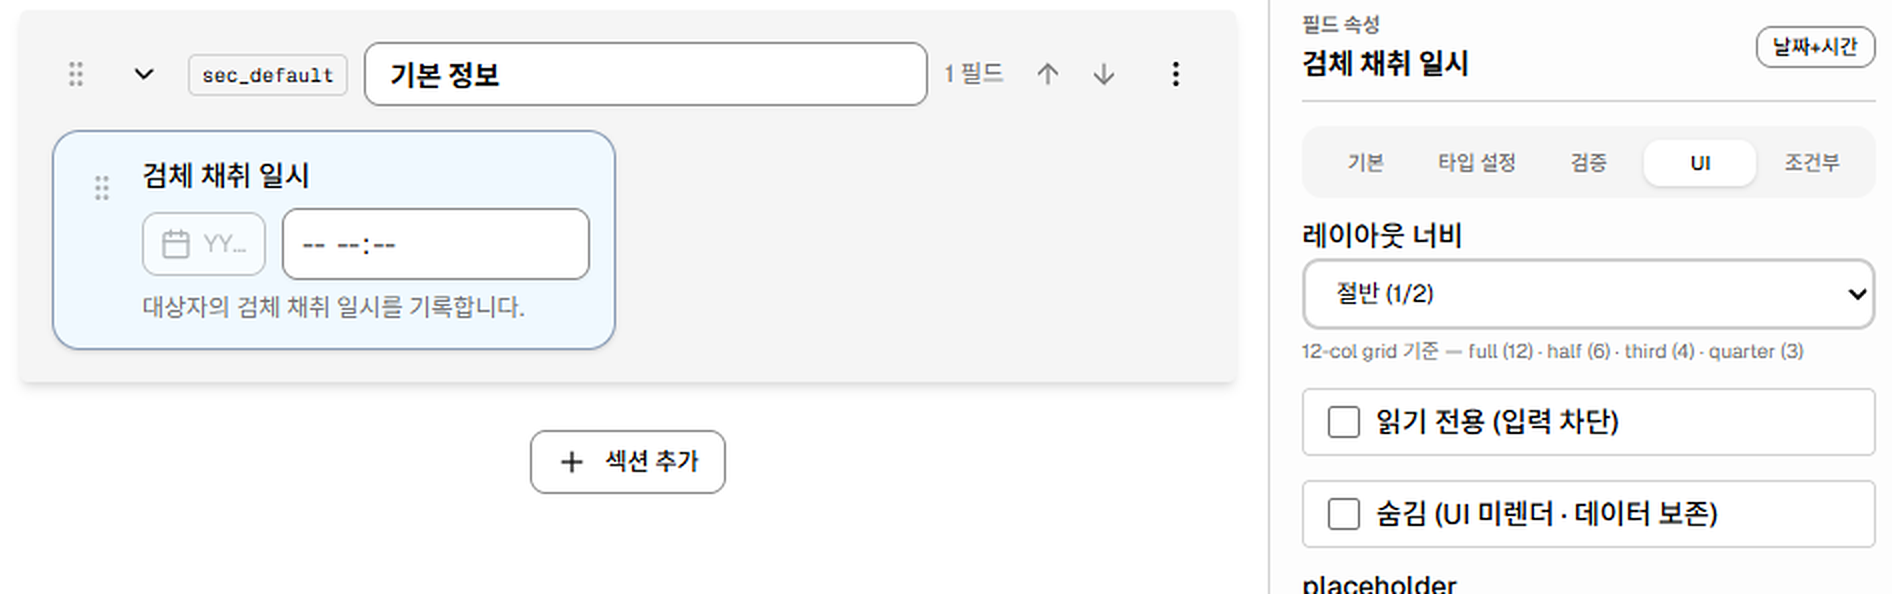 sec_default 기본 정보 1 필드
검체 채취 일시
YY... -- --:--
대상자의 검체 채취 일시를 기록합니다.
+ 섹션 추가
필드 속성
검체 채취 일시 날짜+시간
기본 타입 설정 검증 UI 조건부
레이아웃 너비
절반 (1/2)
12-col grid 기준 — full (12) · half (6) · third (4) · quarter (3)
읽기 전용 (입력 차단)
숨김 (UI 미렌더 · 데이터 보존)
placeholder